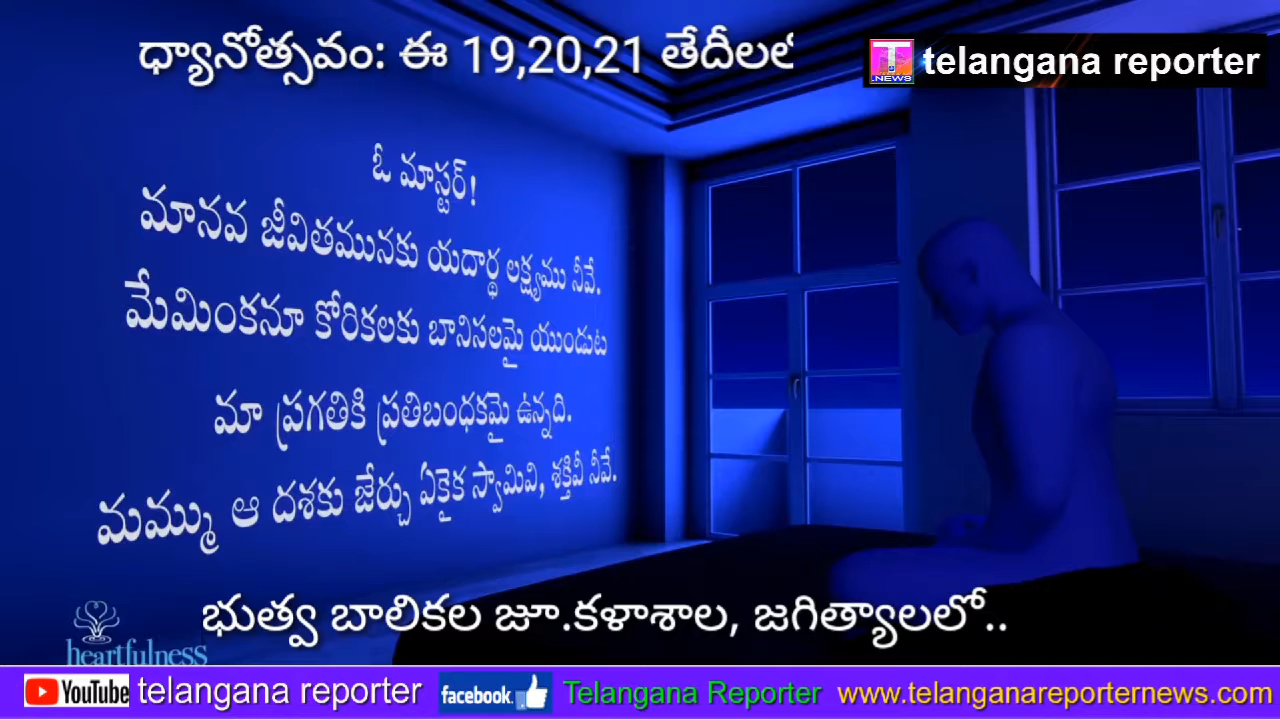 ధ్యానోత్సవం: ఈ 19,20,21 తేదీలలో
T
.NEWS
telangana reporter
ఓ మాస్టర్!
మానవ జీవితమునకు యదార్థ లక్ష్యము నీవే.
మేమింకనూ కోరికలకు బానిసలమై యుండుట
మా ప్రగతికి ప్రతిబంధకమై ఉన్నది.
మమ్ము ఆ దశకు జేర్చు ఏకైక స్వామివి, శక్తివీ నీవే.
భుత్వ బాలికల జూ.కళాశాల, జగిత్యాలలో..
heartfulness
YouTube telangana reporter facebook Telangana Reporter www.telanganareporternews.com